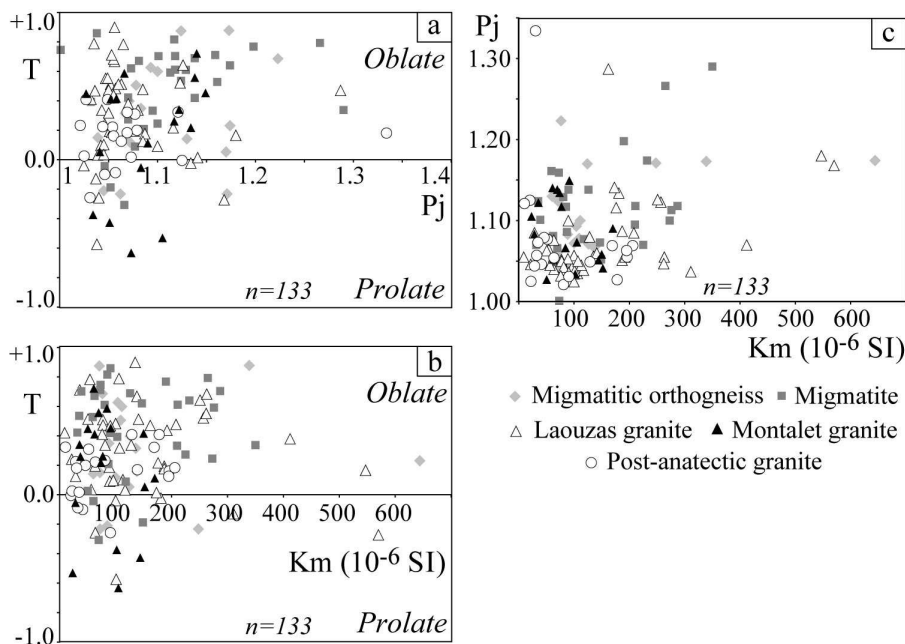 +1.0
a
T
Oblate
0.0
1
1.1
1.2
1.3
1.4
Pj
n=133
Prolate
-1.0
+1.0
b
T
Oblate
0.0
100
200
300
400
500
600
Km (10-6 SI)
n=133
Prolate
-1.0
Pj
c
1.30
1.20
1.10
1.00
n=133
100
200
300
400
500
600
Km (10-6 SI)
Migmatitic orthogneiss
Migmatite
Laouzas granite
Montalet granite
Post-anatectic granite